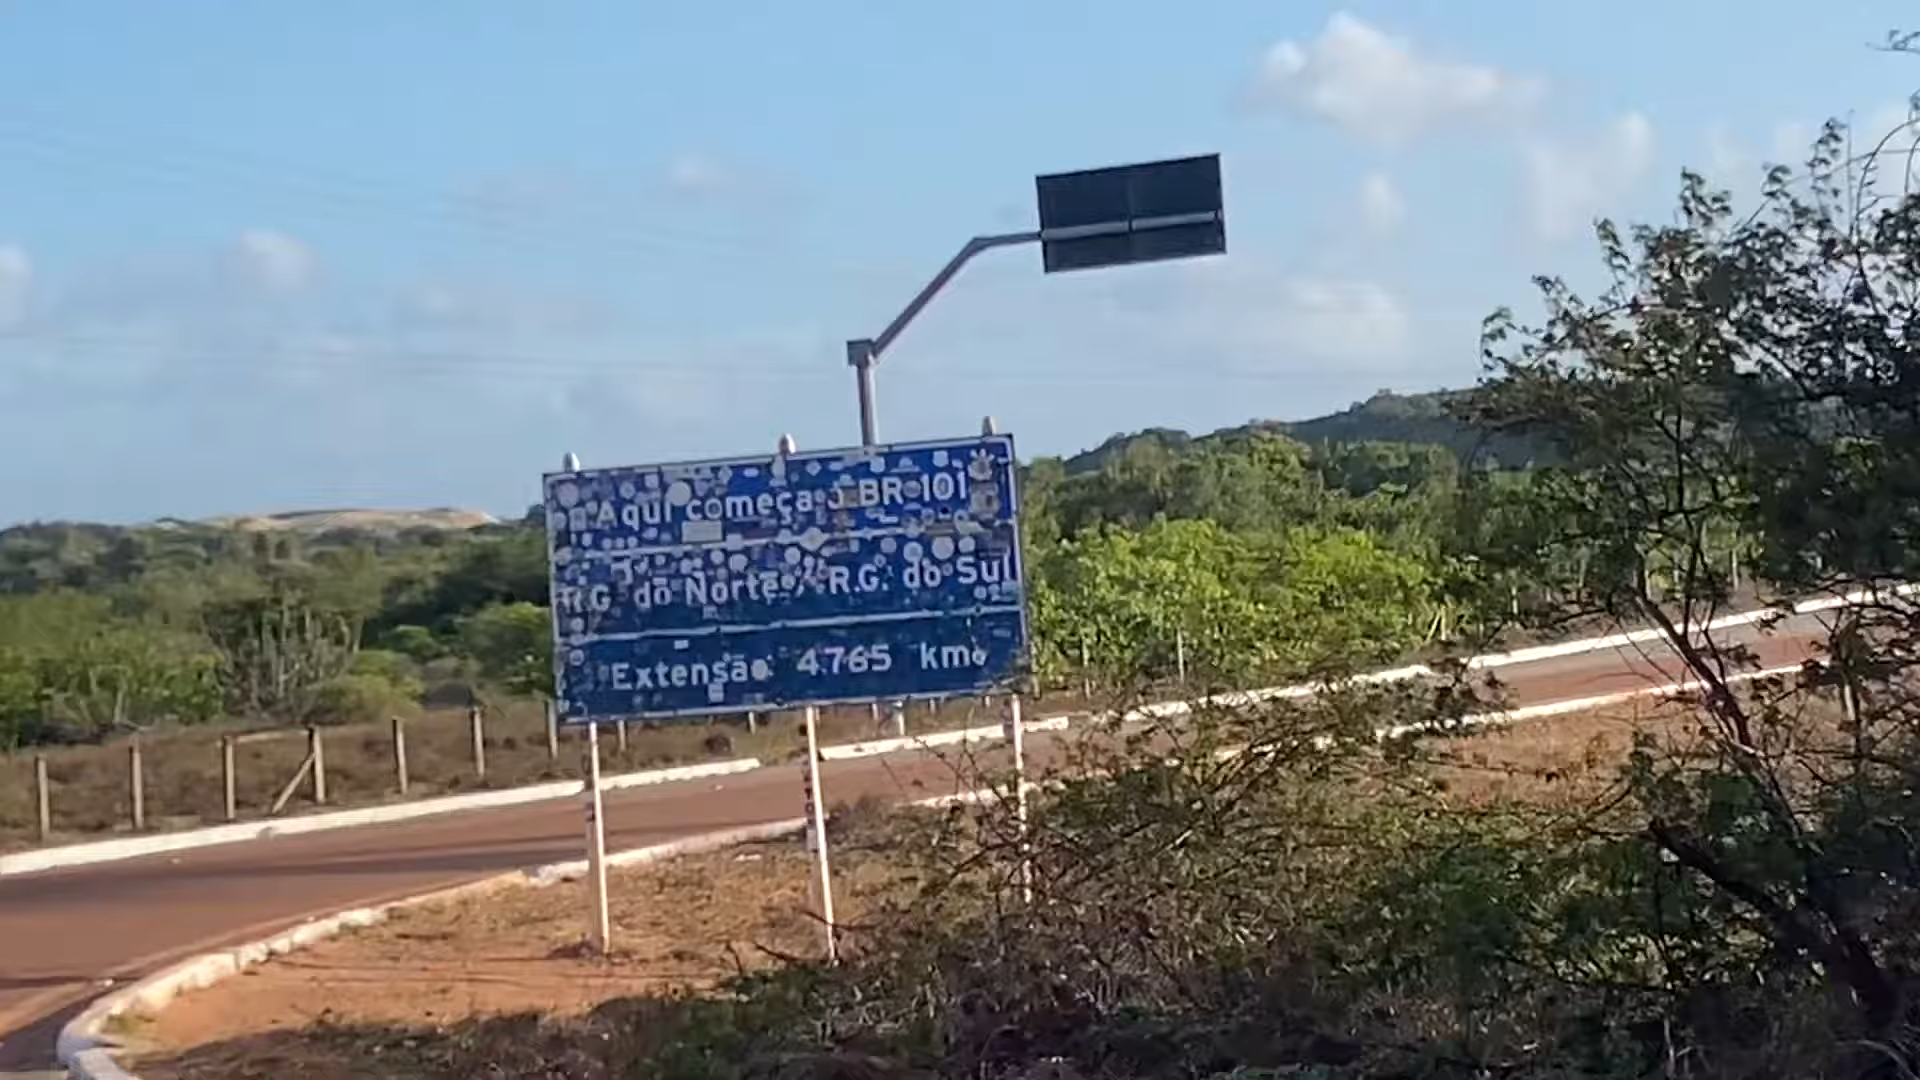 Aqui começa a BR-101
R.G. do Norte / R.G. do Sul
Extensão: 4.765 km